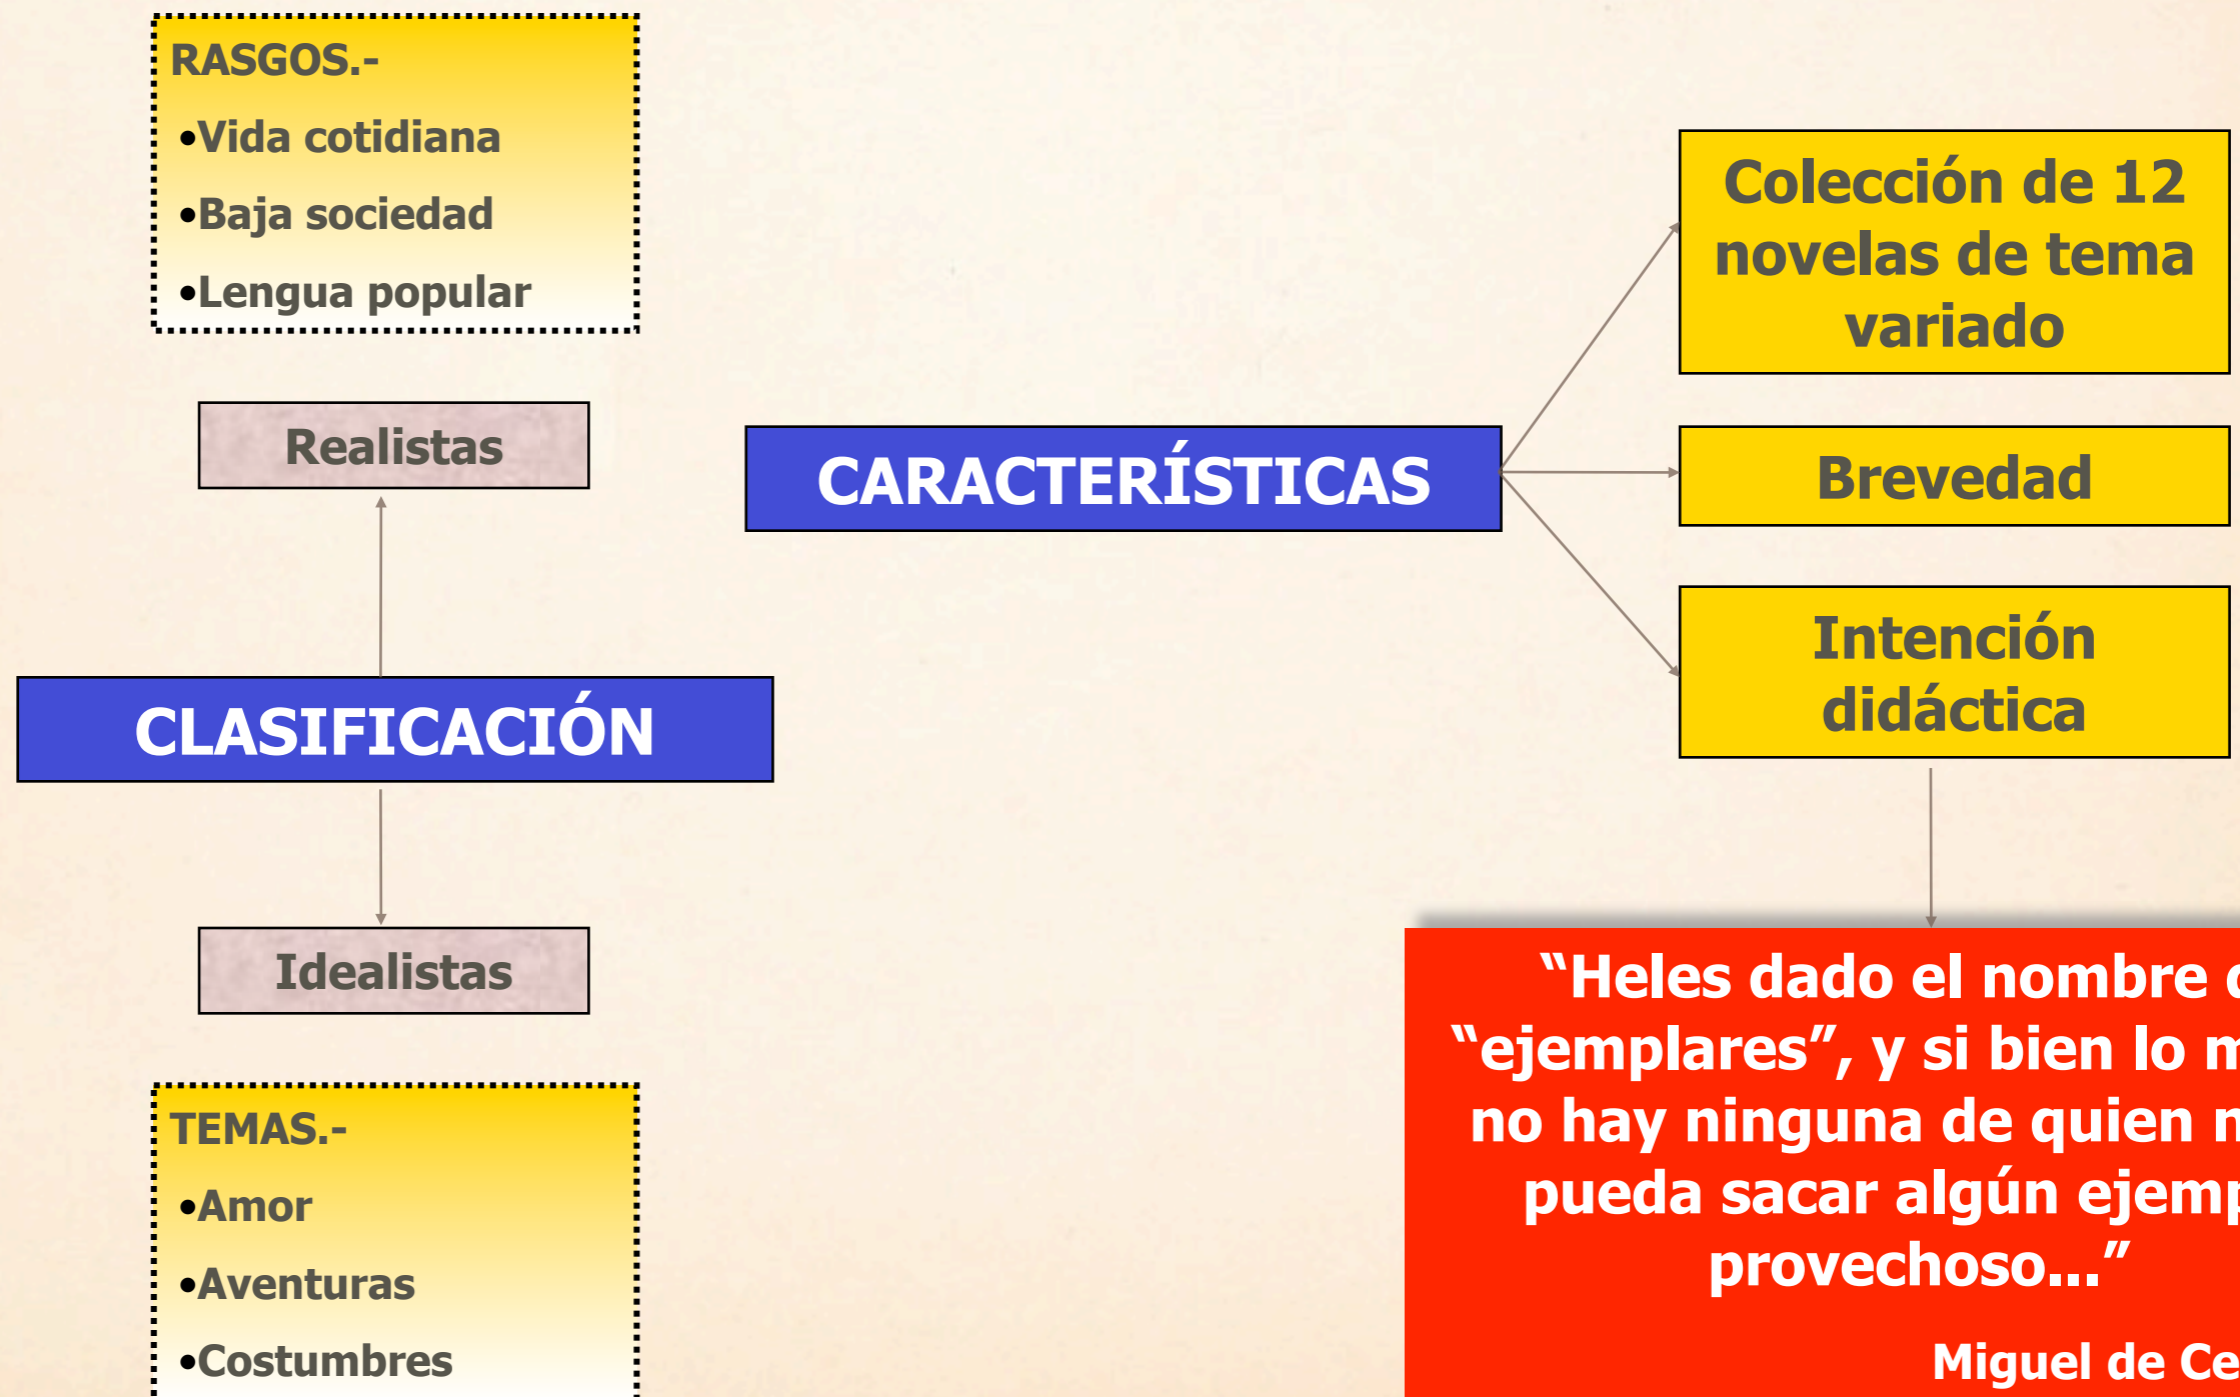 RASGOS.-
•Vida cotidiana
•Baja sociedad
•Lengua popular
Realistas
CLASIFICACIÓN
Idealistas
TEMAS.-
•Amor
•Aventuras
•Costumbres
CARACTERÍSTICAS
Colección de 12
novelas de tema
variado
Brevedad
Intención
didáctica
“Heles dado el nombre
“ejemplares”, y si bien lo
no hay ninguna de quien
pueda sacar algún
provechoso...”
Miguel de